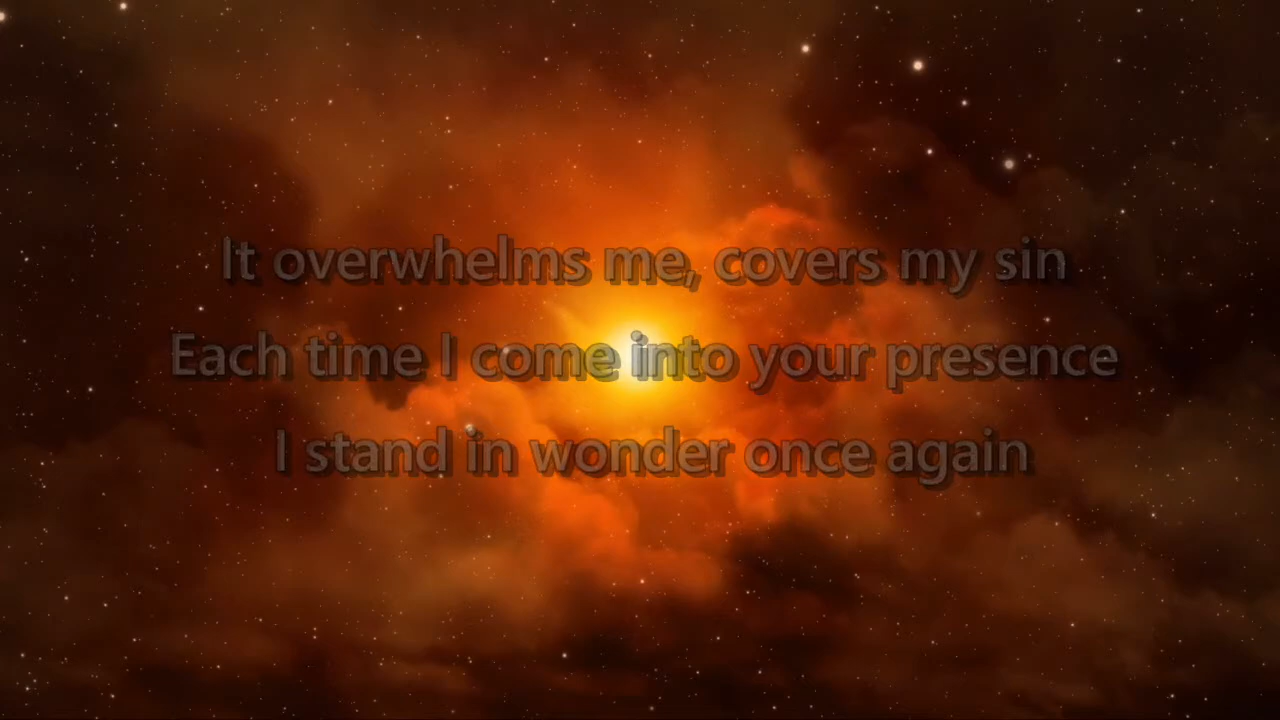 It overwhelms me, covers my sin
Each time I come into your presence
I stand in wonder once again